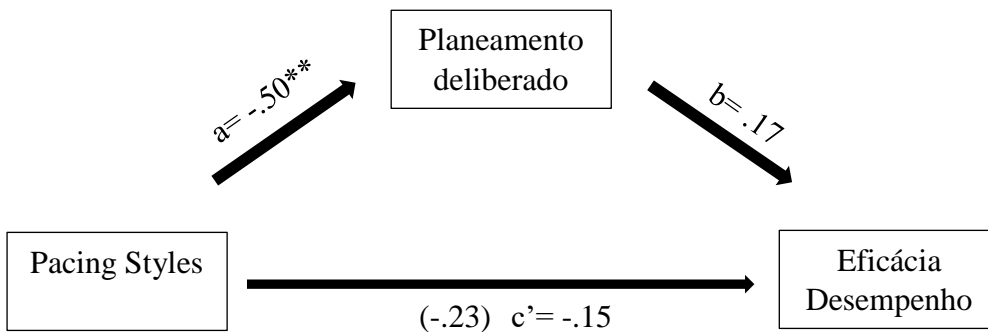 Planeamento
deliberado
a= -.50**
b= .17
Pacing Styles
Eficácia
Desempenho
(-.23) c’= -.15